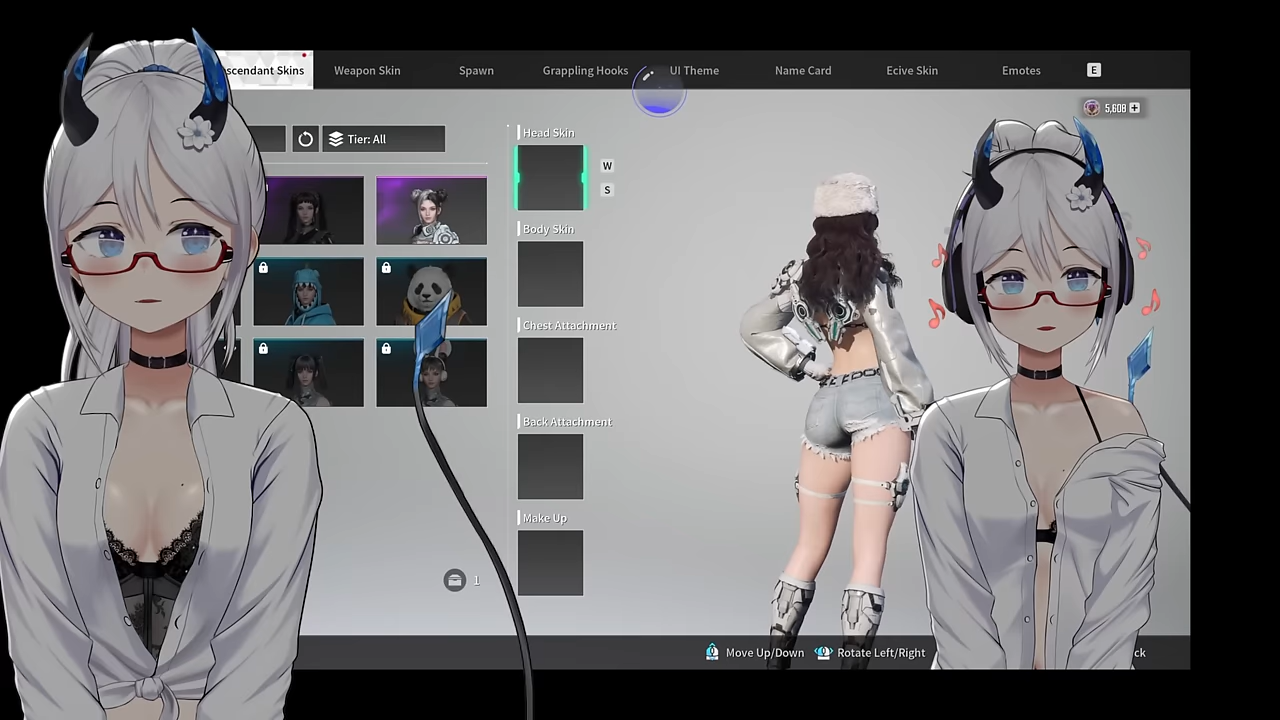 scendant Skins
Weapon Skin
Spawn
Grappling Hooks
UI Theme
Name Card
Ecive Skin
Emotes
E
5,608
Tier: All
Head Skin
W
S
Body Skin
Chest Attachment
Back Attachment
Make Up
1
Move Up/Down
Rotate Left/Right
ck